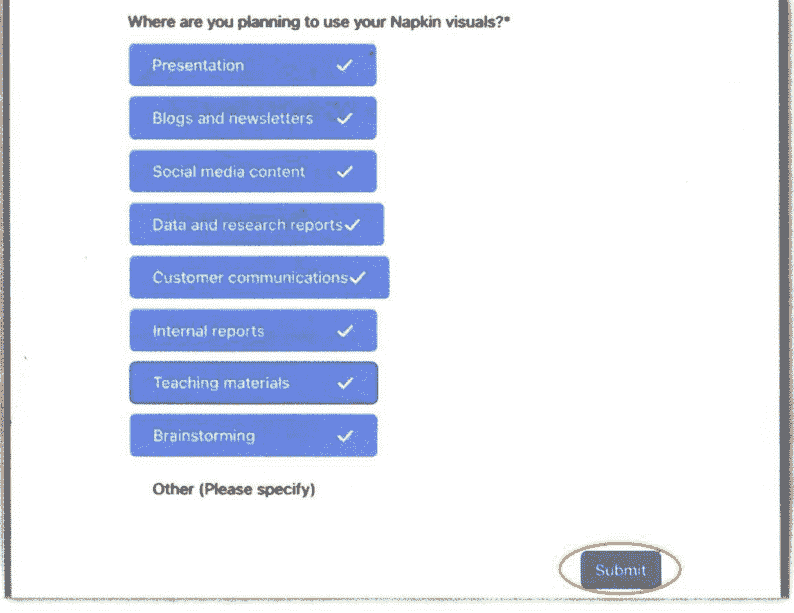 Where are you planning to use your Napkin visuals?*
Presentation
Blogs and newsletters
Social media content
Data and research reports
Customer communications
Internal reports
Teaching materials
Brainstorming
Other (Please specify)
Submit